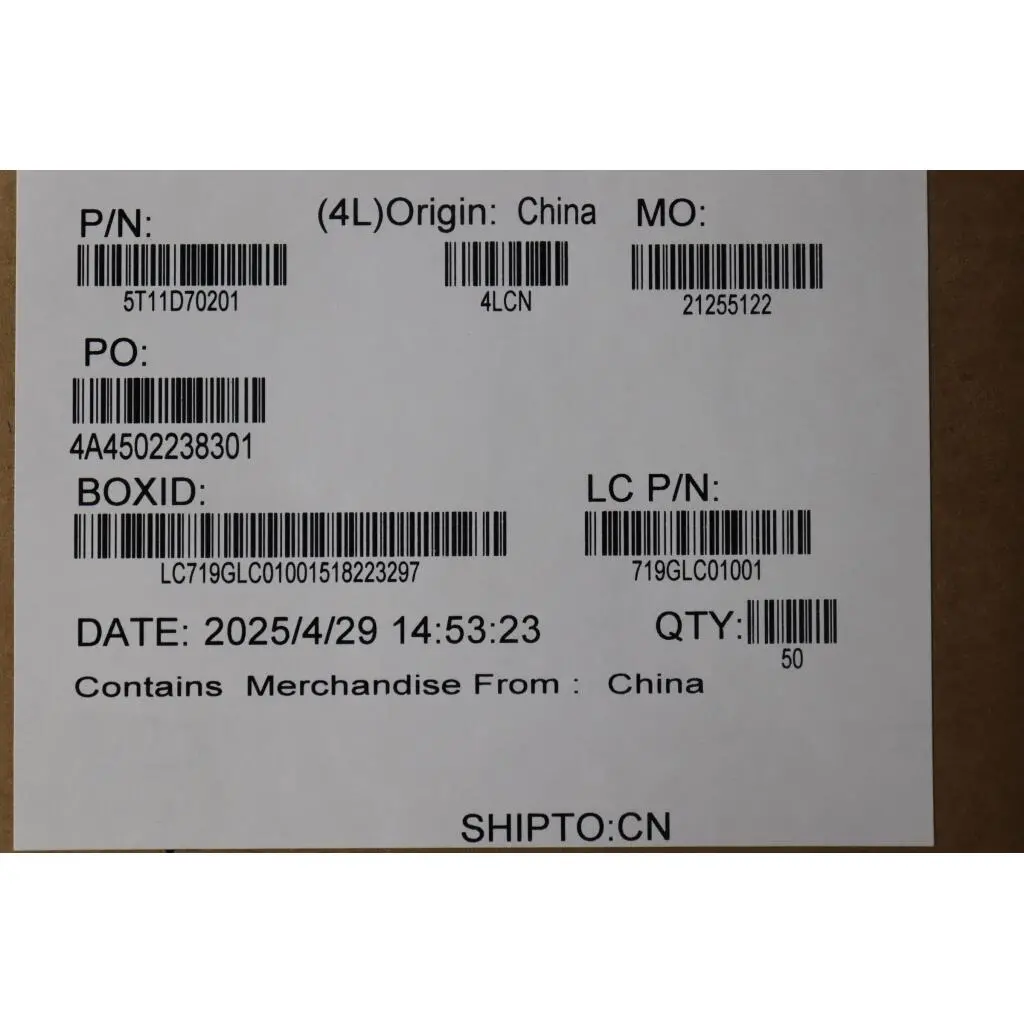 P/N: (4L)Origin: China MO:
5T11D70201 4LCN 21255122
PO:
4A4502238301
BOXID: LC P/N:
LC719GLC01001518223297 719GLC01001
DATE: 2025/4/29 14:53:23 QTY:
50
Contains Merchandise From : China
SHIPTO:CN